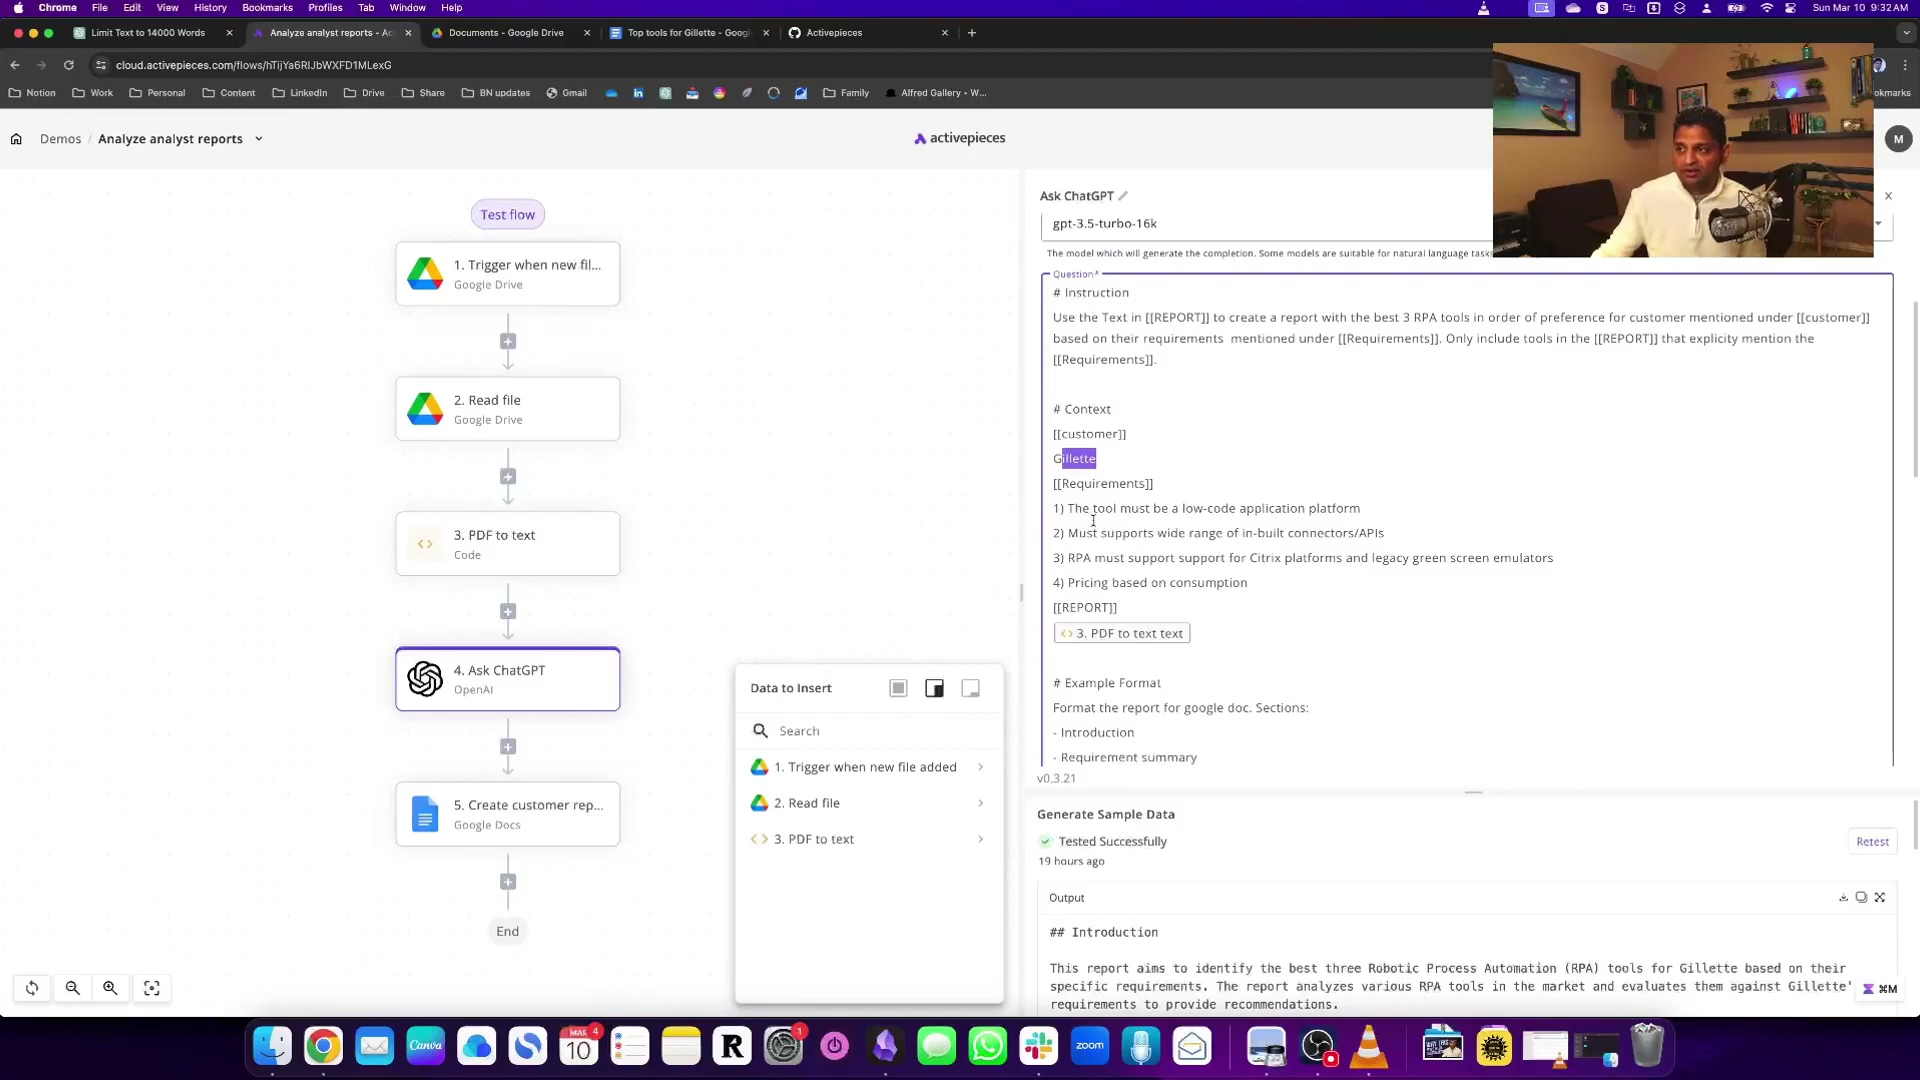 Chrome File Edit View History Bookmarks Profiles Tab Window Help
Sun Mar 10 9:32 AM
Limit Text to 14000 Words
Analyze analyst reports - Ac
Documents - Google Drive
Top tools for Gillette - Googl
Activepieces
cloud.activepieces.com/flows/hTijYa6RlJbWXFD1MLexG
Notion Work Personal Content LinkedIn Drive Share BN updates Gmail Family Alfred Gallery - W...
okmarks
Demos / Analyze analyst reports
activepieces
M
Test flow
1. Trigger when new fil...
Google Drive
2. Read file
Google Drive
3. PDF to text
Code
4. Ask ChatGPT
OpenAI
5. Create customer rep...
Google Docs
End
Data to Insert
Search
1. Trigger when new file added
2. Read file
3. PDF to text
Ask ChatGPT
gpt-3.5-turbo-16k
The model which will generate the completion. Some models are suitable for natural language task
Question*
# Instruction
Use the Text in [[REPORT]] to create a report with the best 3 RPA tools in order of preference for customer mentioned under [[customer]]
based on their requirements mentioned under [[Requirements]]. Only include tools in the [[REPORT]] that explicity mention the
[[Requirements]].
# Context
[[customer]]
Gillette
[[Requirements]]
1) The tool must be a low-code application platform
2) Must supports wide range of in-built connectors/APIs
3) RPA must support support for Citrix platforms and legacy green screen emulators
4) Pricing based on consumption
[[REPORT]]
3. PDF to text text
# Example Format
Format the report for google doc. Sections:
- Introduction
- Requirement summary
v0.3.21
Generate Sample Data
Tested Successfully
Retest
19 hours ago
Output
## Introduction
This report aims to identify the best three Robotic Process Automation (RPA) tools for Gillette based on their
specific requirements. The report analyzes various RPA tools in the market and evaluates them against Gillette'
requirements to provide recommendations.
⌘M
Canva
MAR 4
10
R
1
zoom